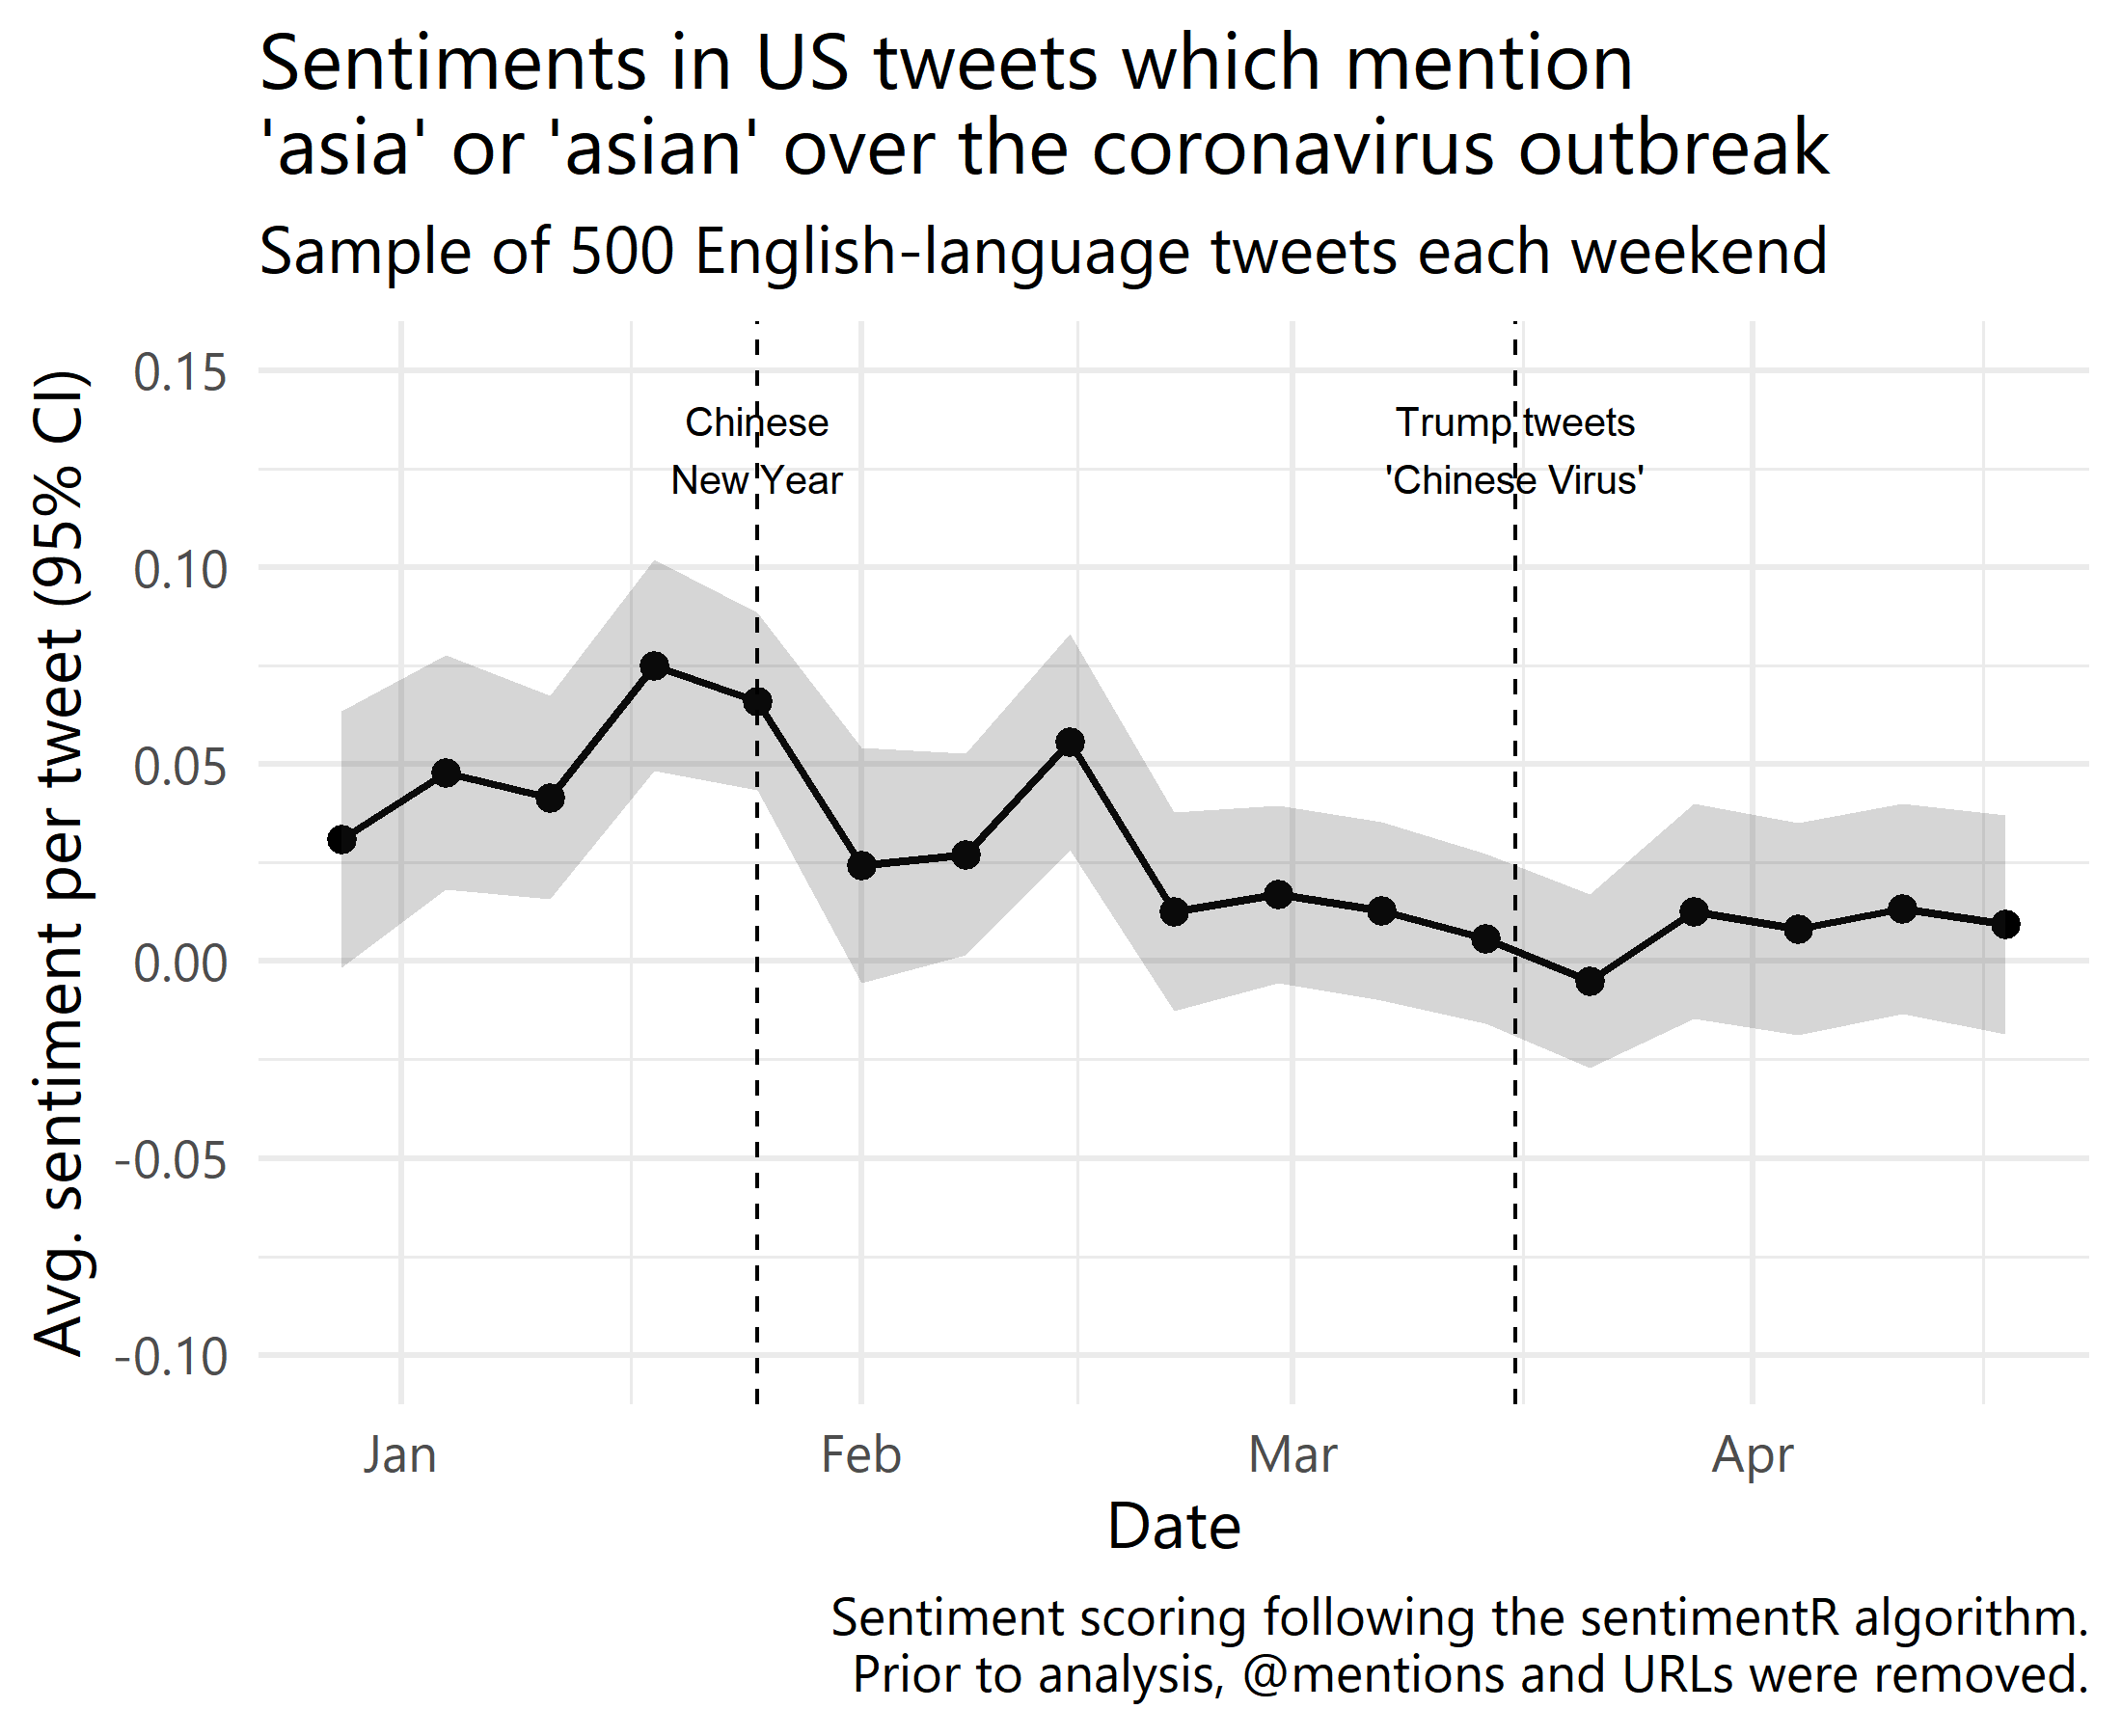 Sentiments in US tweets which mention
'asia' or 'asian' over the coronavirus outbreak
Sample of 500 English-language tweets each weekend
Avg. sentiment per tweet (95% CI)
0.15
0.10
0.05
0.00
-0.05
-0.10
Chinese
New Year
Trump tweets
'Chinese Virus'
Jan
Feb
Mar
Apr
Date
Sentiment scoring following the sentimentR algorithm.
Prior to analysis, @mentions and URLs were removed.